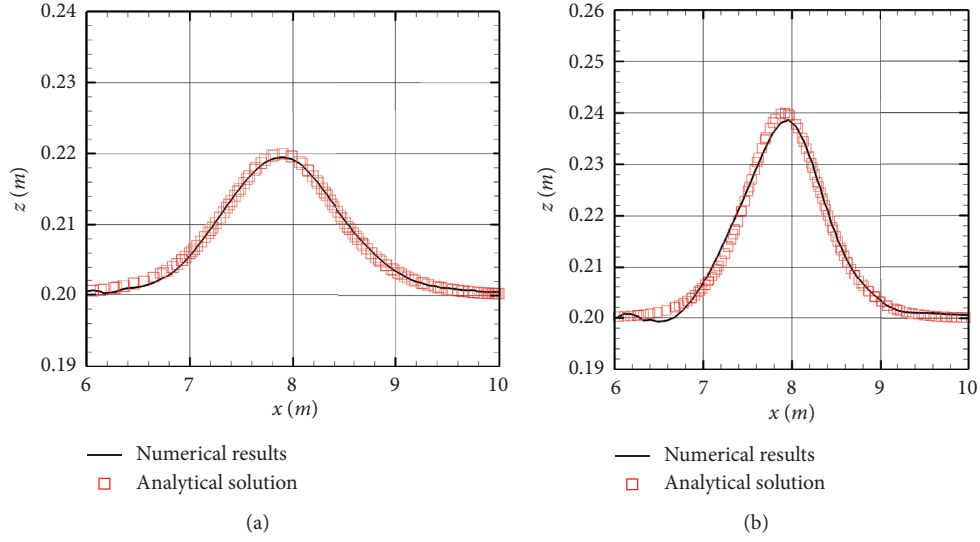 0.24
0.23
0.22
0.21
0.20
0.19
z (m)
6
7
8
9
10
x (m)
Numerical results
Analytical solution
(a)
0.26
0.25
0.24
0.23
0.22
0.21
0.20
0.19
z (m)
6
7
8
9
10
x (m)
Numerical results
Analytical solution
(b)